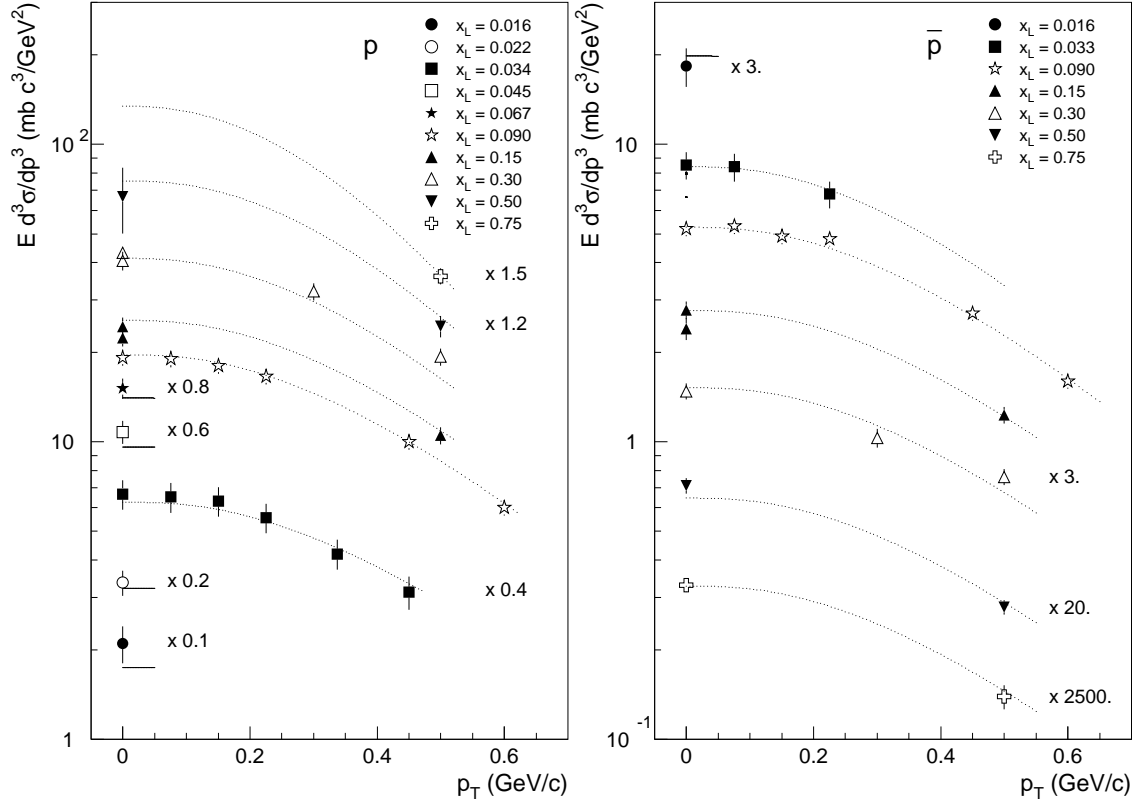 E d³σ/dp³ (mb c³/GeV²)
p
x_L = 0.016
x_L = 0.022
x_L = 0.034
x_L = 0.045
x_L = 0.067
x_L = 0.090
x_L = 0.15
x_L = 0.30
x_L = 0.50
x_L = 0.75
10²
10
1
x 1.5
x 1.2
x 0.8
x 0.6
x 0.4
x 0.2
x 0.1
0 0.2 0.4 0.6
p_T (GeV/c)
E d³σ/dp³ (mb c³/GeV²)
p̅
x_L = 0.016
x_L = 0.033
x_L = 0.090
x_L = 0.15
x_L = 0.30
x_L = 0.50
x_L = 0.75
10
1
10⁻¹
x 3.
x 3.
x 20.
x 2500.
0 0.2 0.4 0.6
p_T (GeV/c)